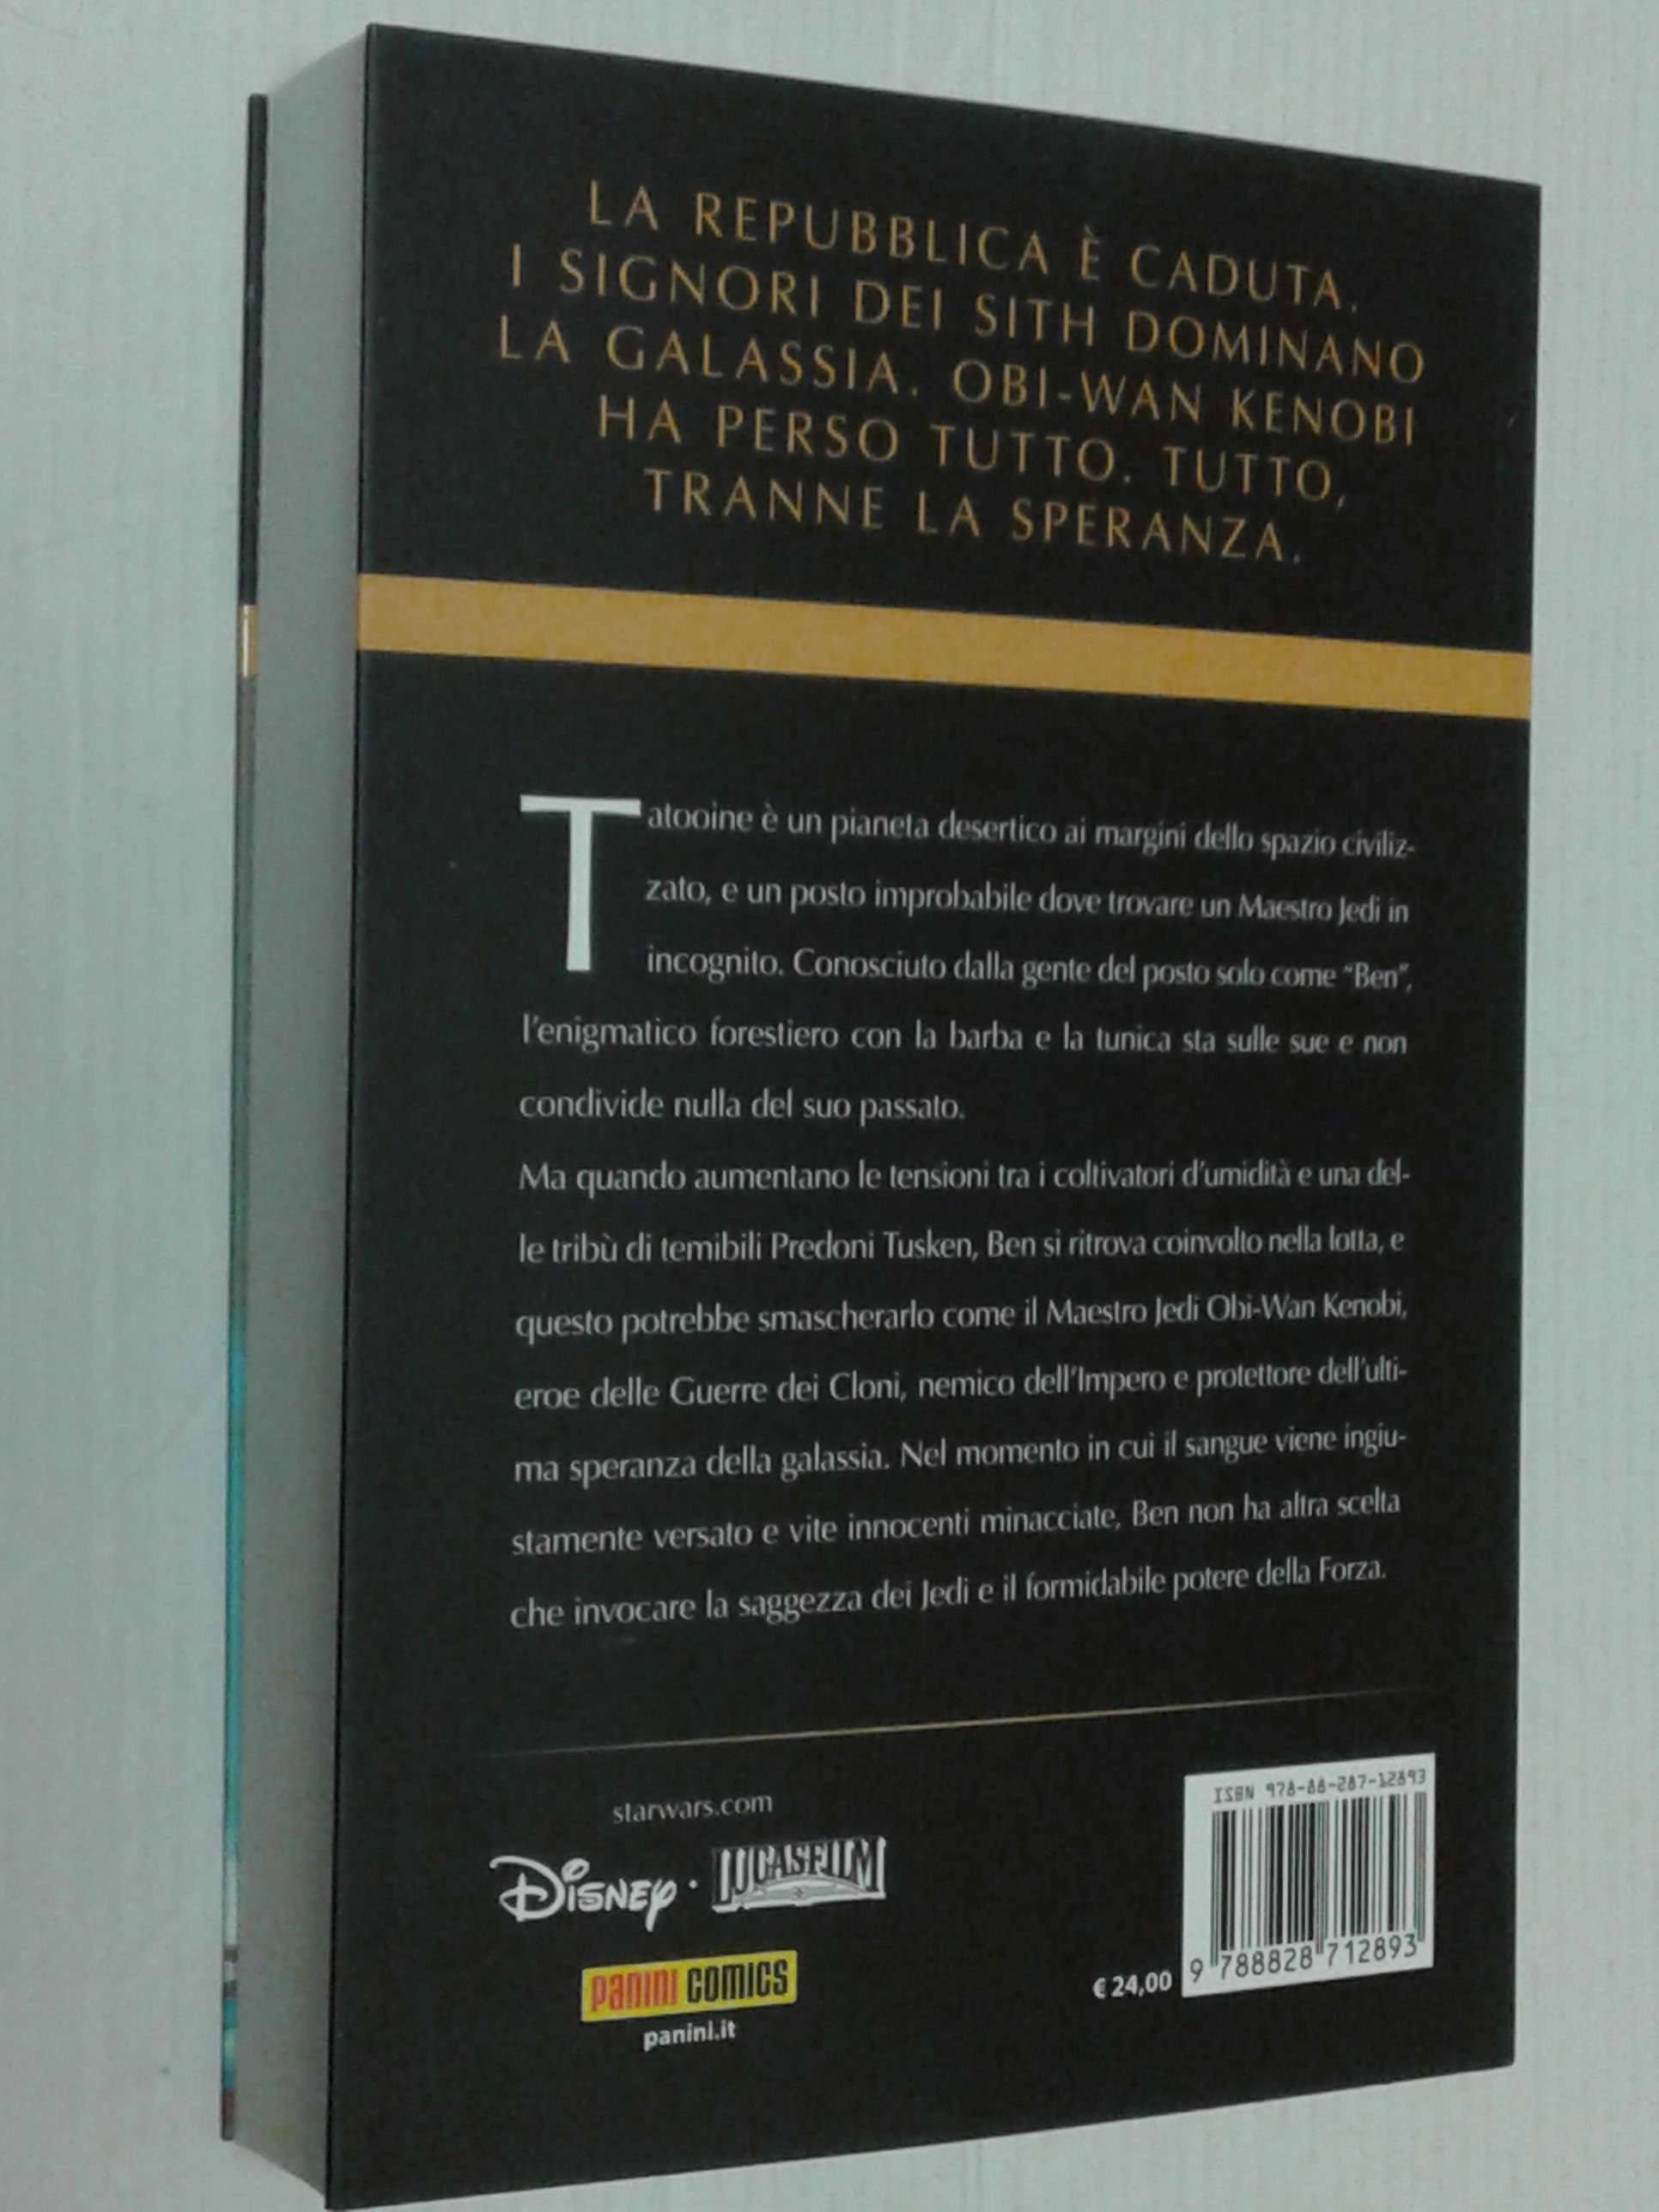 LA REPUBBLICA È CADUTA.
I SIGNORI DEI SITH DOMINANO
LA GALASSIA. OBI-WAN KENOBI
HA PERSO TUTTO. TUTTO,
TRANNE LA SPERANZA.
Tatooine è un pianeta desertico ai margini dello spazio civiliz-
zato, e un posto improbabile dove trovare un Maestro Jedi in
incognito. Conosciuto dalla gente del posto solo come “Ben”,
l’enigmatico forestiero con la barba e la tunica sta sulle sue e non
condivide nulla del suo passato.
Ma quando aumentano le tensioni tra i coltivatori d’umidità e una del-
le tribù di temibili Predoni Tusken, Ben si ritrova coinvolto nella lotta, e
questo potrebbe smascherarlo come il Maestro Jedi Obi-Wan Kenobi,
eroe delle Guerre dei Cloni, nemico dell’Impero e protettore dell’ulti-
ma speranza della galassia. Nel momento in cui il sangue viene ingiu-
stamente versato e vite innocenti minacciate, Ben non ha altra scelta
che invocare la saggezza dei Jedi e il formidabile potere della Forza.
starwars.com
Disney · LUCASFILM
PANINI COMICS
panini.it
€ 24,00
ISBN 978-88-287-12893
9 788828 712893